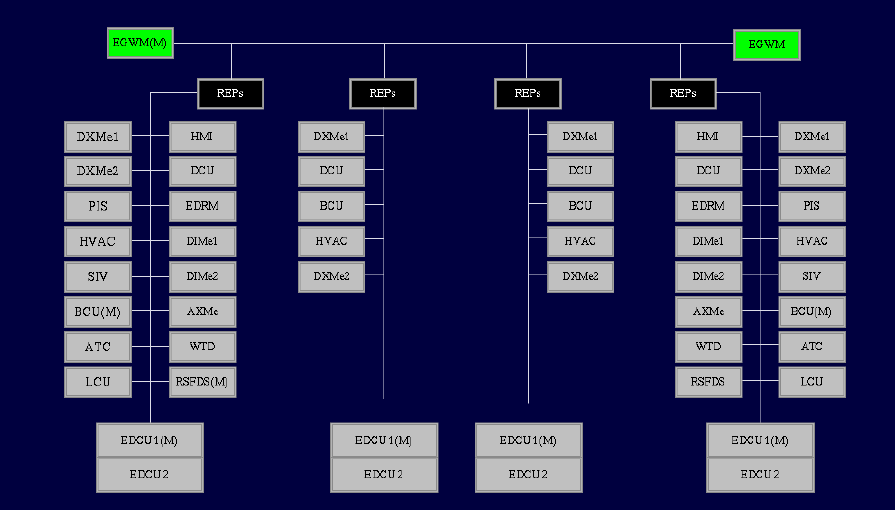 EGWM(M)
EGWM
REPs
REPs
REPs
REPs
DXMe1
HMI
DXMe1
DXMe1
HMI
DXMe1
DXMe2
DCU
DCU
DCU
DCU
DXMe2
PIS
EDRM
BCU
BCU
EDRM
PIS
HVAC
DIMe1
HVAC
HVAC
DIMe1
HVAC
SIV
DIMe2
DXMe2
DXMe2
DIMe2
SIV
BCU(M)
AXMe
AXMe
BCU(M)
ATC
WTD
WTD
ATC
LCU
RSFDS(M)
RSFDS
LCU
EDCU1(M)
EDCU1(M)
EDCU1(M)
EDCU1(M)
EDCU2
EDCU2
EDCU2
EDCU2